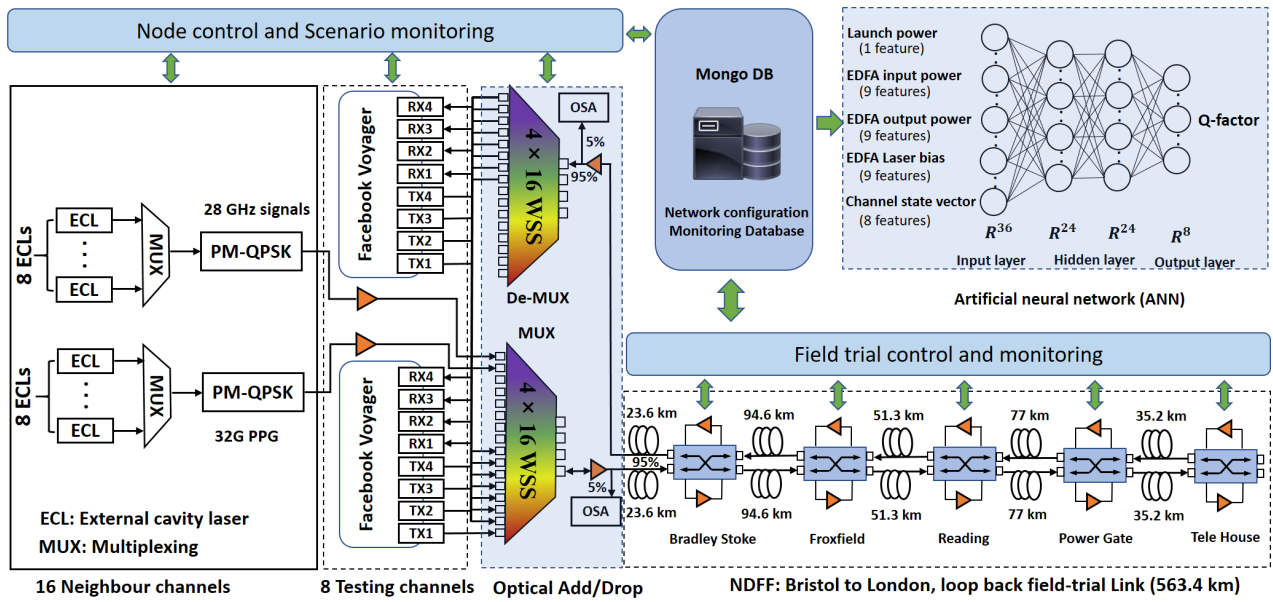 Node control and Scenario monitoring
8 ECLs
ECL
ECL
MUX
28 GHz signals
PM-QPSK
8 ECLs
ECL
ECL
MUX
PM-QPSK
32G PPG
ECL: External cavity laser
MUX: Multiplexing
16 Neighbour channels
Facebook Voyager
RX4
RX3
RX2
RX1
TX4
TX3
TX2
TX1
Facebook Voyager
RX4
RX3
RX2
RX1
TX4
TX3
TX2
TX1
8 Testing channels
4 × 16 WSS
De-MUX
OSA
5%
95%
MUX
4 × 16 WSS
95%
5%
OSA
Optical Add/Drop
Mongo DB
Network configuration
Monitoring Database
Launch power
(1 feature)
EDFA input power
(9 features)
EDFA output power
(9 features)
EDFA Laser bias
(9 features)
Channel state vector
(8 features)
Q-factor
R³⁶ R²⁴ R²⁴ R⁸
Input layer Hidden layer Output layer
Artificial neural network (ANN)
Field trial control and monitoring
23.6 km 94.6 km 51.3 km 77 km 35.2 km
23.6 km 94.6 km 51.3 km 77 km 35.2 km
Bradley Stoke Froxfield Reading Power Gate Tele House
NDFF: Bristol to London, loop back field-trial Link (563.4 km)